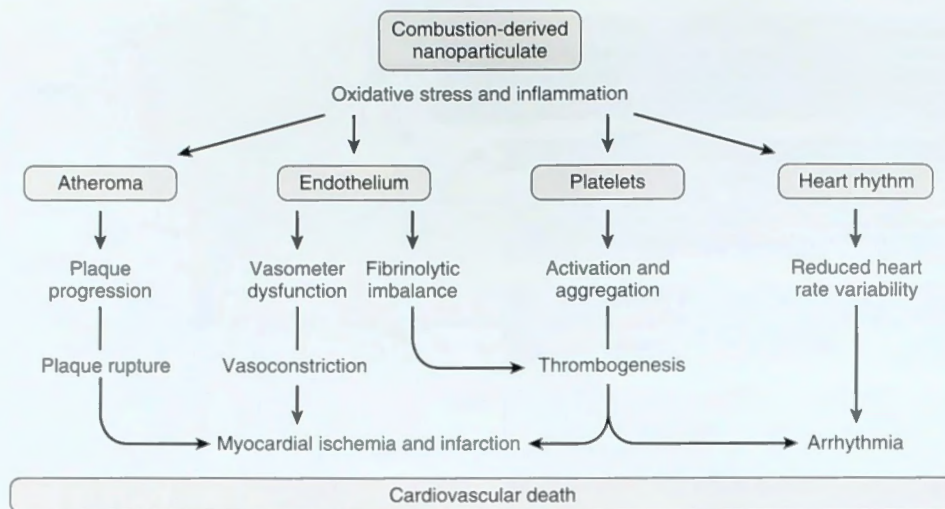 Combustion-derived
nanoparticulate
Oxidative stress and inflammation
Atheroma
Endothelium
Platelets
Heart rhythm
Plaque
progression
Vasometer
dysfunction
Fibrinolytic
imbalance
Activation and
aggregation
Reduced heart
rate variability
Plaque rupture
Vasoconstriction
Thrombogenesis
Myocardial ischemia and infarction
Arrhythmia
Cardiovascular death